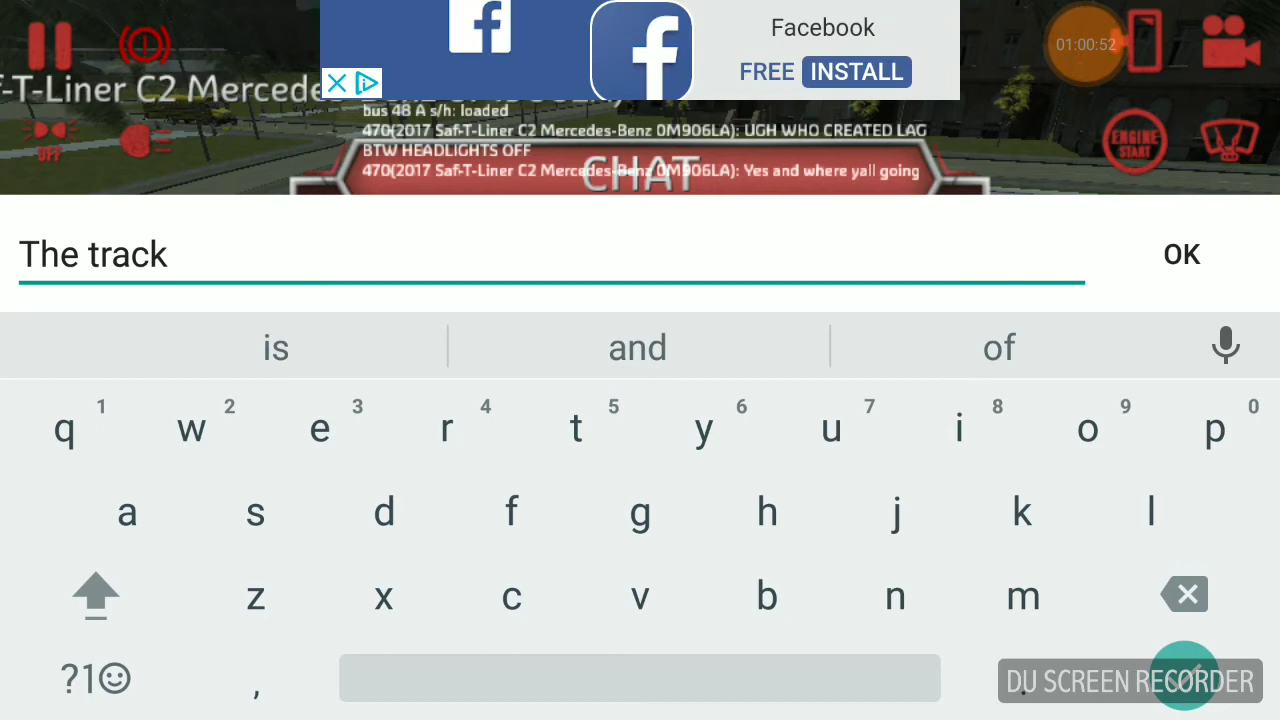 Facebook
FREE INSTALL
01:00:52
f-T-Liner C2 Mercede
bus 48 A s/h: loaded
470(2017 Saf-T-Liner C2 Mercedes-Benz OM906LA): UGH WHO CREATED LAG
BTW HEADLIGHTS OFF
CHAT
470(2017 Saf-T-Liner C2 Mercedes-Benz OM906LA): Yes and where yall going
OFF
ENGINE
START
The track
OK
is and of
q 1 w 2 e 3 r 4 t 5 y 6 u 7 i 8 o 9 p 0
a s d f g h j k l
z x c v b n m
?1 , .
DU SCREEN RECORDER